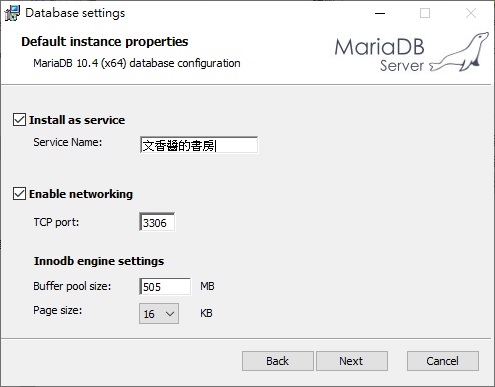 Database settings
Default instance properties
MariaDB 10.4 (x64) database configuration
MariaDB
Server
Install as service
Service Name:
文香醬的書房
Enable networking
TCP port:
3306
Innodb engine settings
Buffer pool size:
505
MB
Page size:
16
KB
Back
Next
Cancel